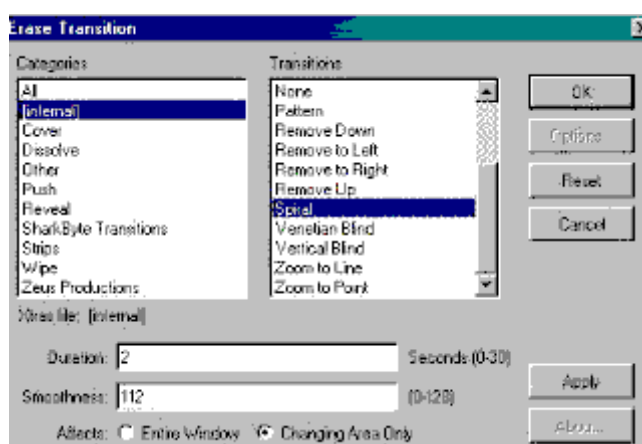 Erase Transition
Categories
All
[internal]
Cover
Dissolve
Other
Push
Reveal
SharkByte Transitions
Strips
Wipe
Zeus Productions
Transitions
None
Pattern
Remove Down
Remove to Left
Remove to Right
Remove Up
Spiral
Venetian Blind
Vertical Blind
Zoom to Line
Zoom to Point
OK
Options
Reset
Cancel
Xtras file: [internal]
Duration: 2 Seconds (0-30)
Smoothness: 112 (0-128)
Apply
Affects: Entire Window Changing Area Only
About...